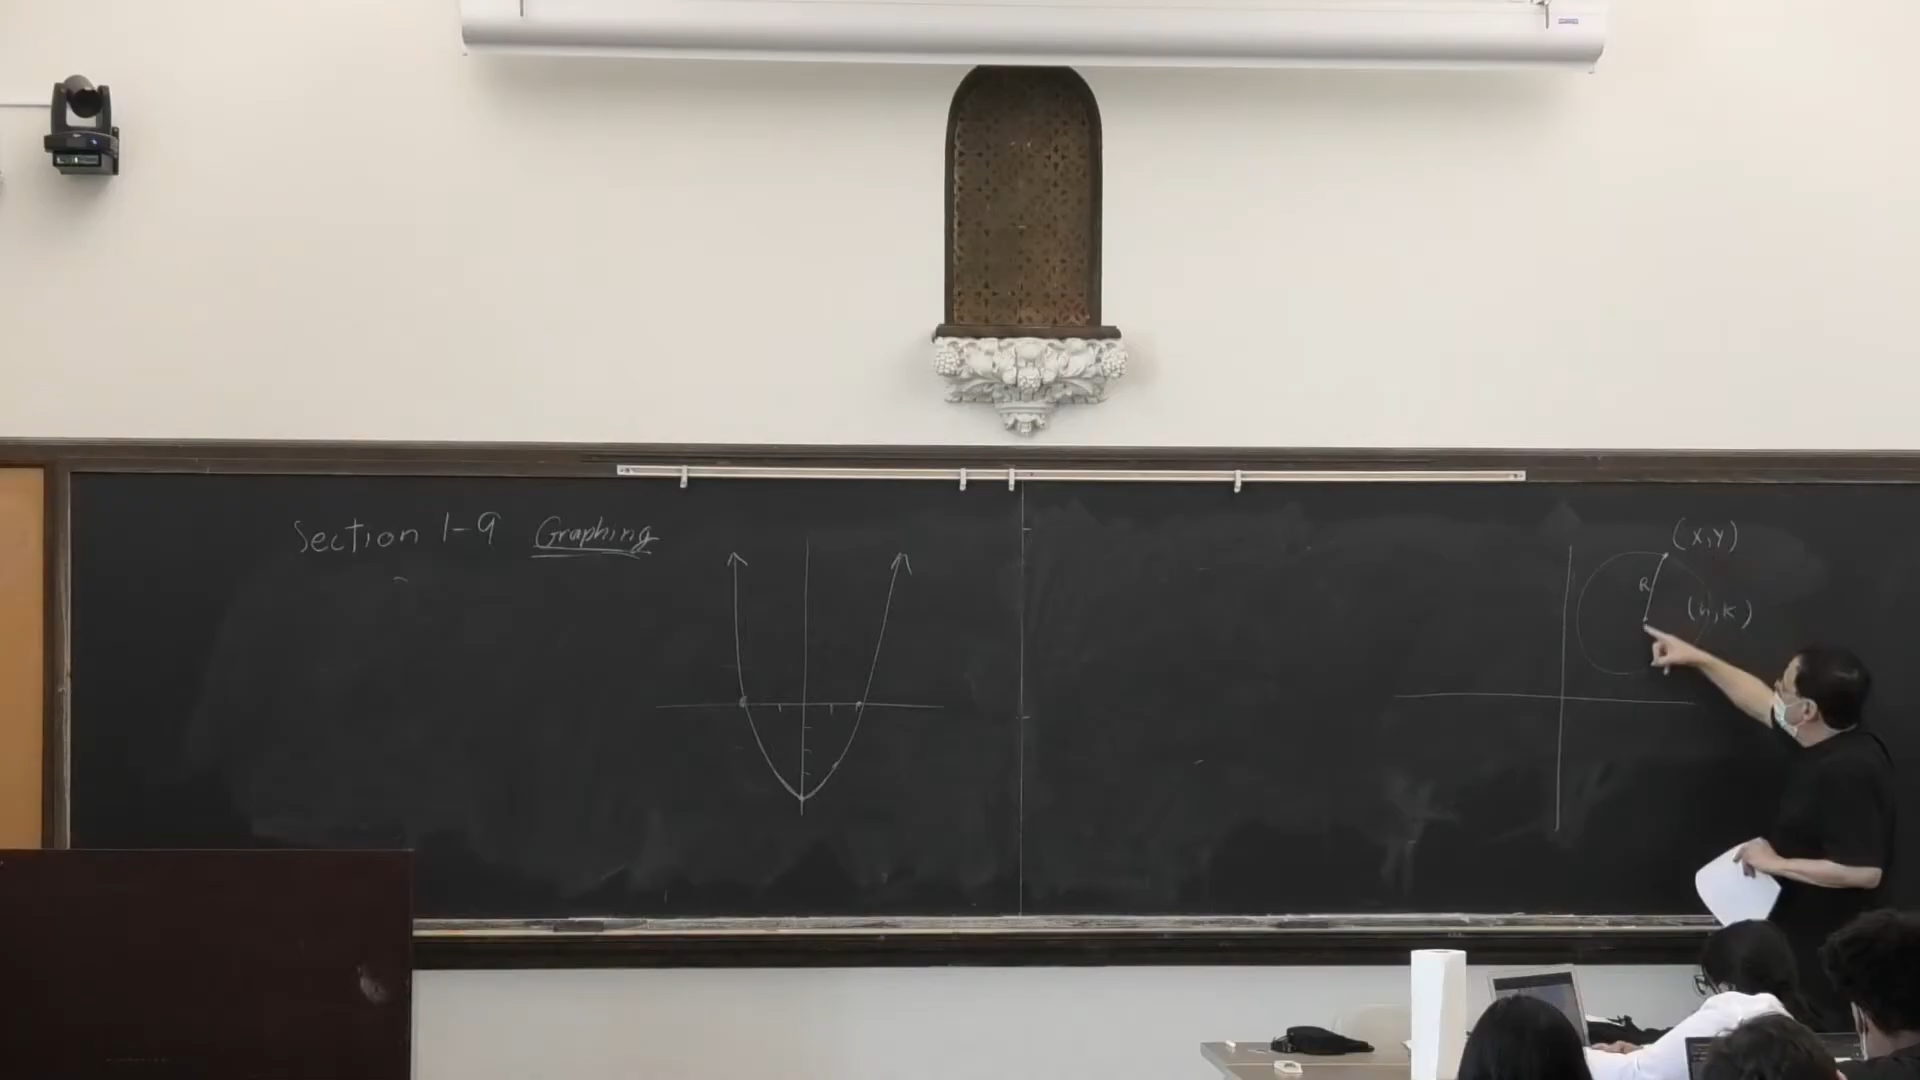 Section 1-9 Graphing
(x,y)
R
(h,k)